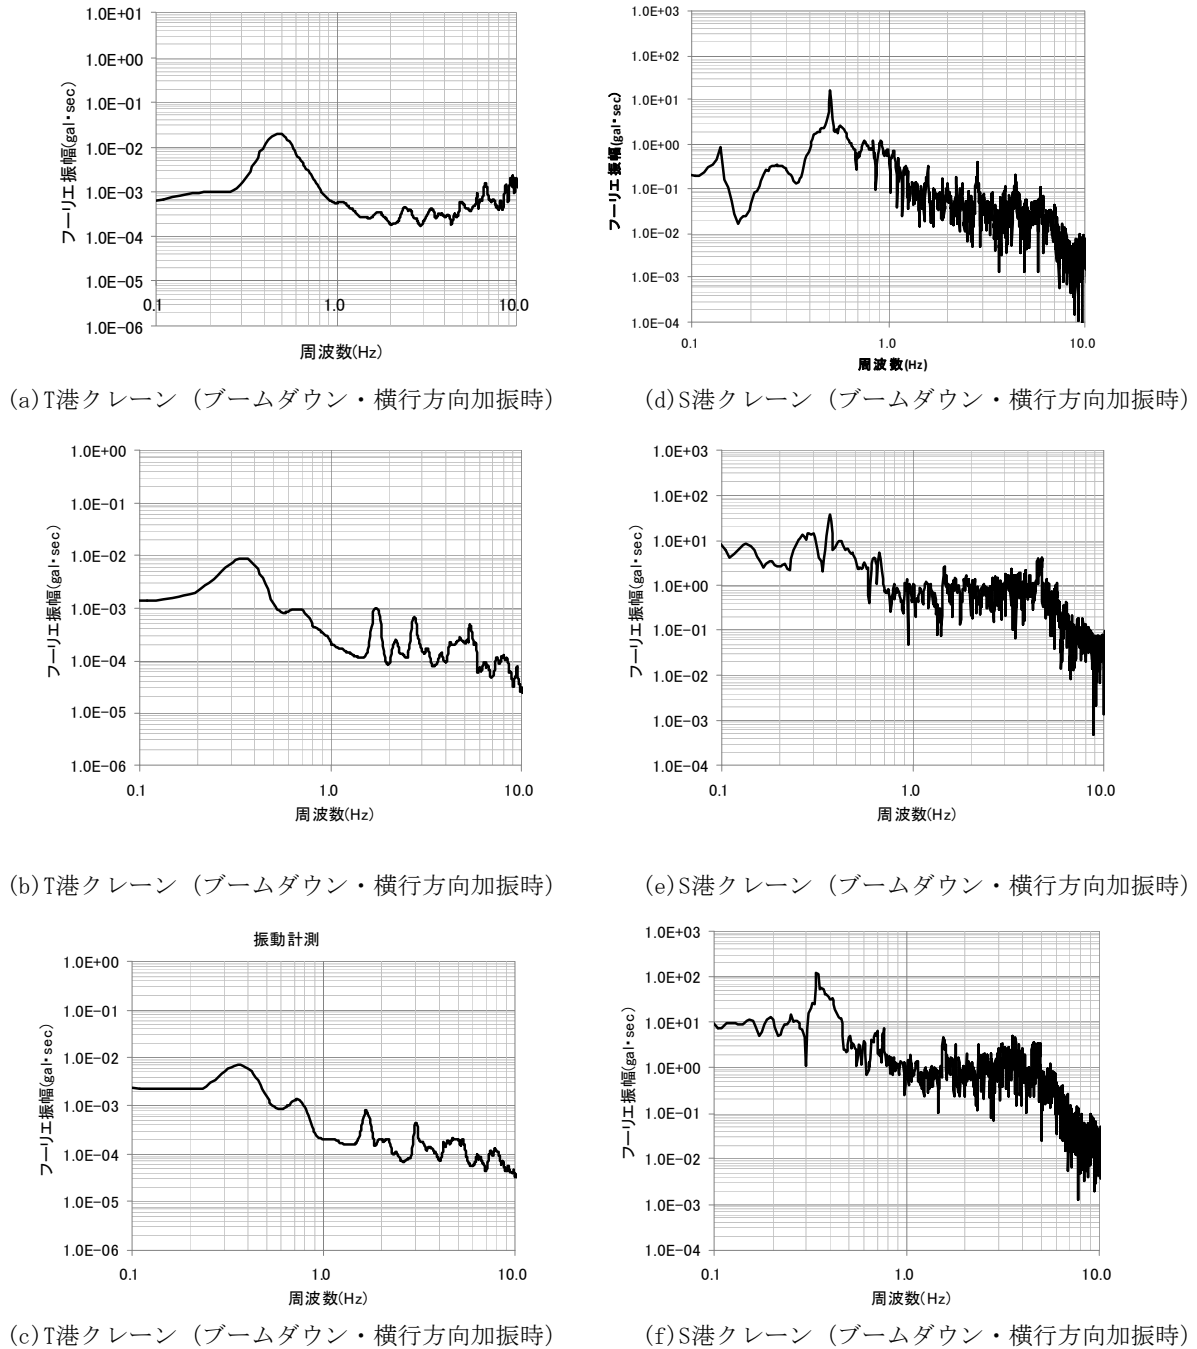 1.0E+01
1.0E+00
1.0E-01
1.0E-02
1.0E-03
1.0E-04
1.0E-05
1.0E-06
フーリエ振幅(gal・sec)
0.1 1.0 10.0
周波数(Hz)
(a)T港クレーン（ブームダウン・横行方向加振時）
1.0E+03
1.0E+02
1.0E+01
1.0E+00
1.0E-01
1.0E-02
1.0E-03
1.0E-04
フーリエ振幅(gal・sec)
0.1 1.0 10.0
周波数(Hz)
(d)S港クレーン（ブームダウン・横行方向加振時）
1.0E+00
1.0E-01
1.0E-02
1.0E-03
1.0E-04
1.0E-05
1.0E-06
フーリエ振幅(gal・sec)
0.1 1.0 10.0
周波数(Hz)
(b)T港クレーン（ブームダウン・横行方向加振時）
1.0E+03
1.0E+02
1.0E+01
1.0E+00
1.0E-01
1.0E-02
1.0E-03
1.0E-04
フーリエ振幅(gal・sec)
0.1 1.0 10.0
周波数(Hz)
(e)S港クレーン（ブームダウン・横行方向加振時）
振動計測
1.0E+00
1.0E-01
1.0E-02
1.0E-03
1.0E-04
1.0E-05
1.0E-06
フーリエ振幅(gal・sec)
0.1 1.0 10.0
周波数(Hz)
(c)T港クレーン（ブームダウン・横行方向加振時）
1.0E+03
1.0E+02
1.0E+01
1.0E+00
1.0E-01
1.0E-02
1.0E-03
1.0E-04
フーリエ振幅(gal・sec)
0.1 1.0 10.0
周波数(Hz)
(f)S港クレーン（ブームダウン・横行方向加振時）